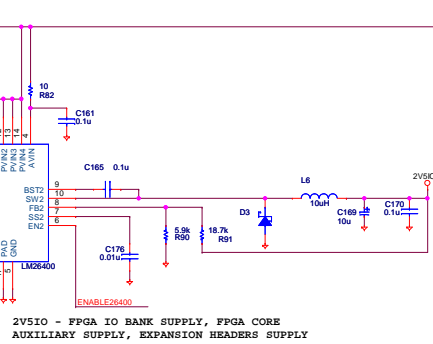 10
R82
C161
0.1u
13
14
4
PVIN2
PVIN3
PVIN4
AVIN
C165 0.1u
BST2 9
SW2 10
FB2 8
SS2 7
EN2 6
L6
10uH
2V5IO
D3
C169
10u
C170
0.1u
5.9k
R90
18.7k
R91
C176
0.01u
PAD
GND
5
LM26400
ENABLE26400
2V5IO - FPGA IO BANK SUPPLY, FPGA CORE
AUXILIARY SUPPLY, EXPANSION HEADERS SUPPLY